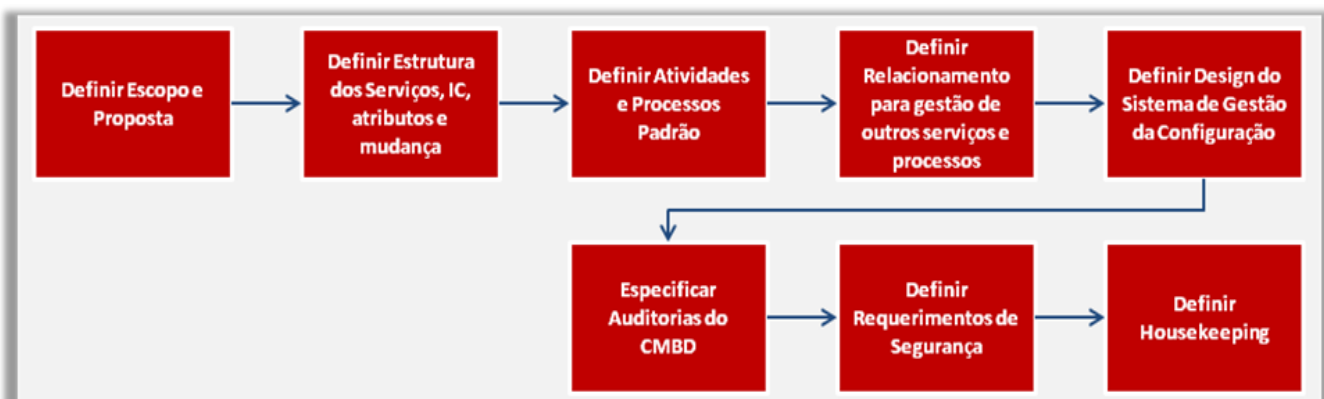 Definir Escopo e
Proposta
Definir Estrutura
dos Serviços, IC,
atributos e
mudança
Definir Atividades
e Processos
Padrão
Definir
Relacionamento
para gestão de
outros serviços e
processos
Definir Design do
Sistema de Gestão
da Configuração
Especificar
Auditorias do
CMBD
Definir
Requerimentos de
Segurança
Definir
Housekeeping